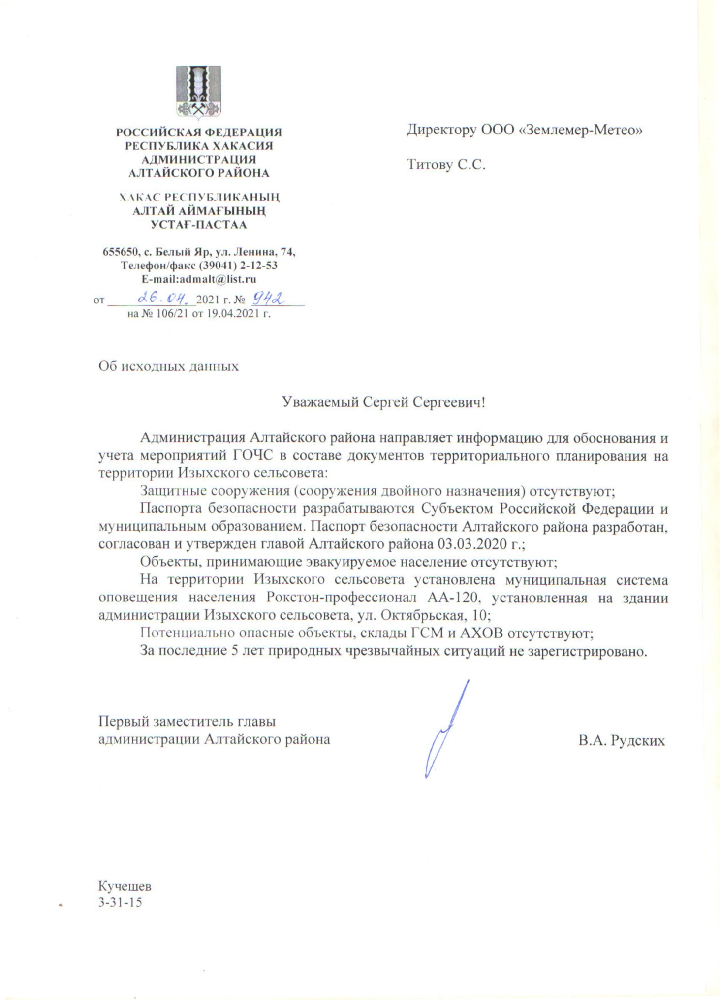 РОССИЙСКАЯ ФЕДЕРАЦИЯ
РЕСПУБЛИКА ХАКАСИЯ
АДМИНИСТРАЦИЯ
АЛТАЙСКОГО РАЙОНА
ХАКАС РЕСПУБЛИКАНЫҢ
АЛТАЙ АЙМАҒЫНЫҢ
УСТАҒ-ПАСТАА
655650, с. Белый Яр, ул. Ленина, 74,
Телефон/факс (39041) 2-12-53
E-mail:admalt@list.ru
от 26.04. 2021 г. № 942
на № 106/21 от 19.04.2021 г.
Директору ООО «Землемер-Метео»
Титову С.С.
Об исходных данных
Уважаемый Сергей Сергеевич!
Администрация Алтайского района направляет информацию для обоснования и
учета мероприятий ГОЧС в составе документов территориального планирования на
территории Изыхского сельсовета:
Защитные сооружения (сооружения двойного назначения) отсутствуют;
Паспорта безопасности разрабатываются Субъектом Российской Федерации и
муниципальным образованием. Паспорт безопасности Алтайского района разработан,
согласован и утвержден главой Алтайского района 03.03.2020 г.;
Объекты, принимающие эвакуируемое население отсутствуют;
На территории Изыхского сельсовета установлена муниципальная система
оповещения населения Рокстон-профессионал АА-120, установленная на здании
администрации Изыхского сельсовета, ул. Октябрьская, 10;
Потенциально опасные объекты, склады ГСМ и АХОВ отсутствуют;
За последние 5 лет природных чрезвычайных ситуаций не зарегистрировано.
Первый заместитель главы
администрации Алтайского района
В.А. Рудских
Кучешев
3-31-15